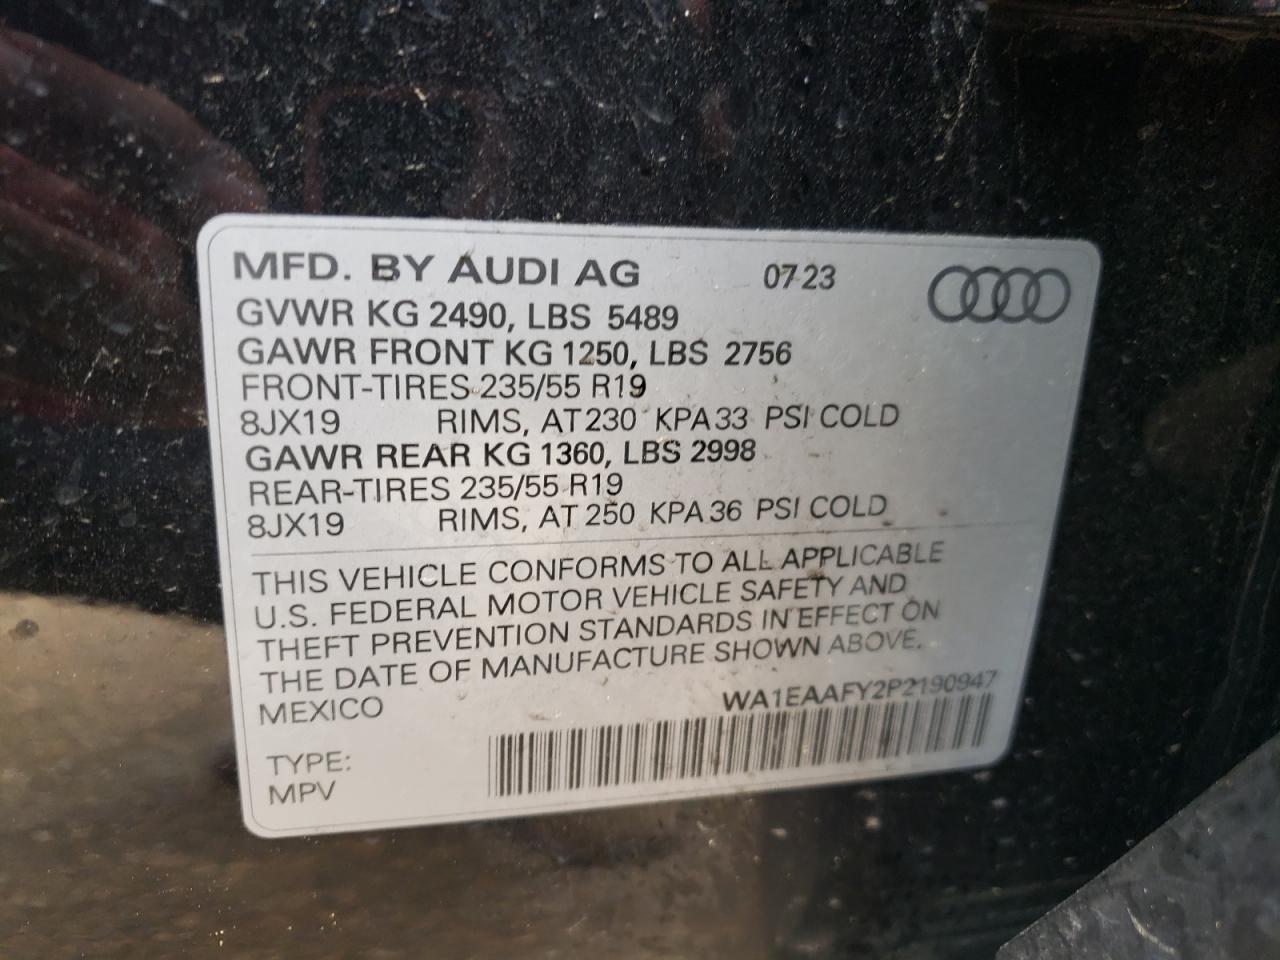 MFD. BY AUDI AG 07-23
GVWR KG 2490, LBS 5489
GAWR FRONT KG 1250, LBS 2756
FRONT-TIRES 235/55 R19
8JX19 RIMS, AT 230 KPA 33 PSI COLD
GAWR REAR KG 1360, LBS 2998
REAR-TIRES 235/55 R19
8JX19 RIMS, AT 250 KPA 36 PSI COLD
THIS VEHICLE CONFORMS TO ALL APPLICABLE
U.S. FEDERAL MOTOR VEHICLE SAFETY AND
THEFT PREVENTION STANDARDS IN EFFECT ON
THE DATE OF MANUFACTURE SHOWN ABOVE.
MEXICO WA1EAAFY2P2190947
TYPE:
MPV